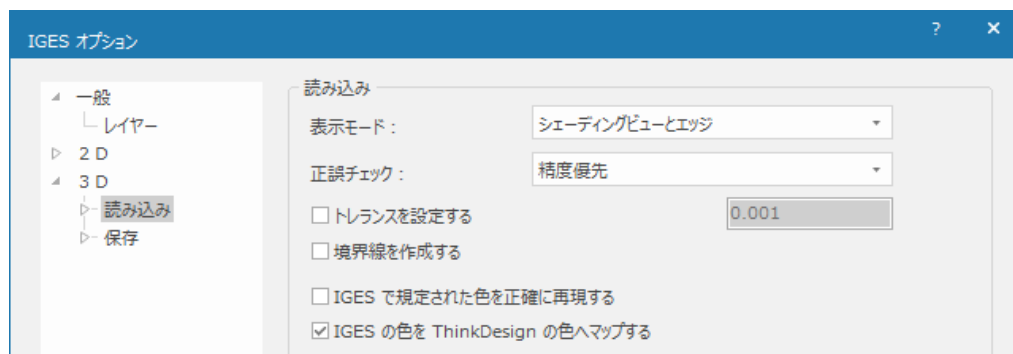 IGES オプション
?
×
一般
レイヤー
2 D
3 D
読み込み
保存
読み込み
表示モード :
シェーディングビューとエッジ
正誤チェック :
精度優先
トレランスを設定する
0.001
境界線を作成する
IGES で規定された色を正確に再現する
IGES の色を ThinkDesign の色へマップする